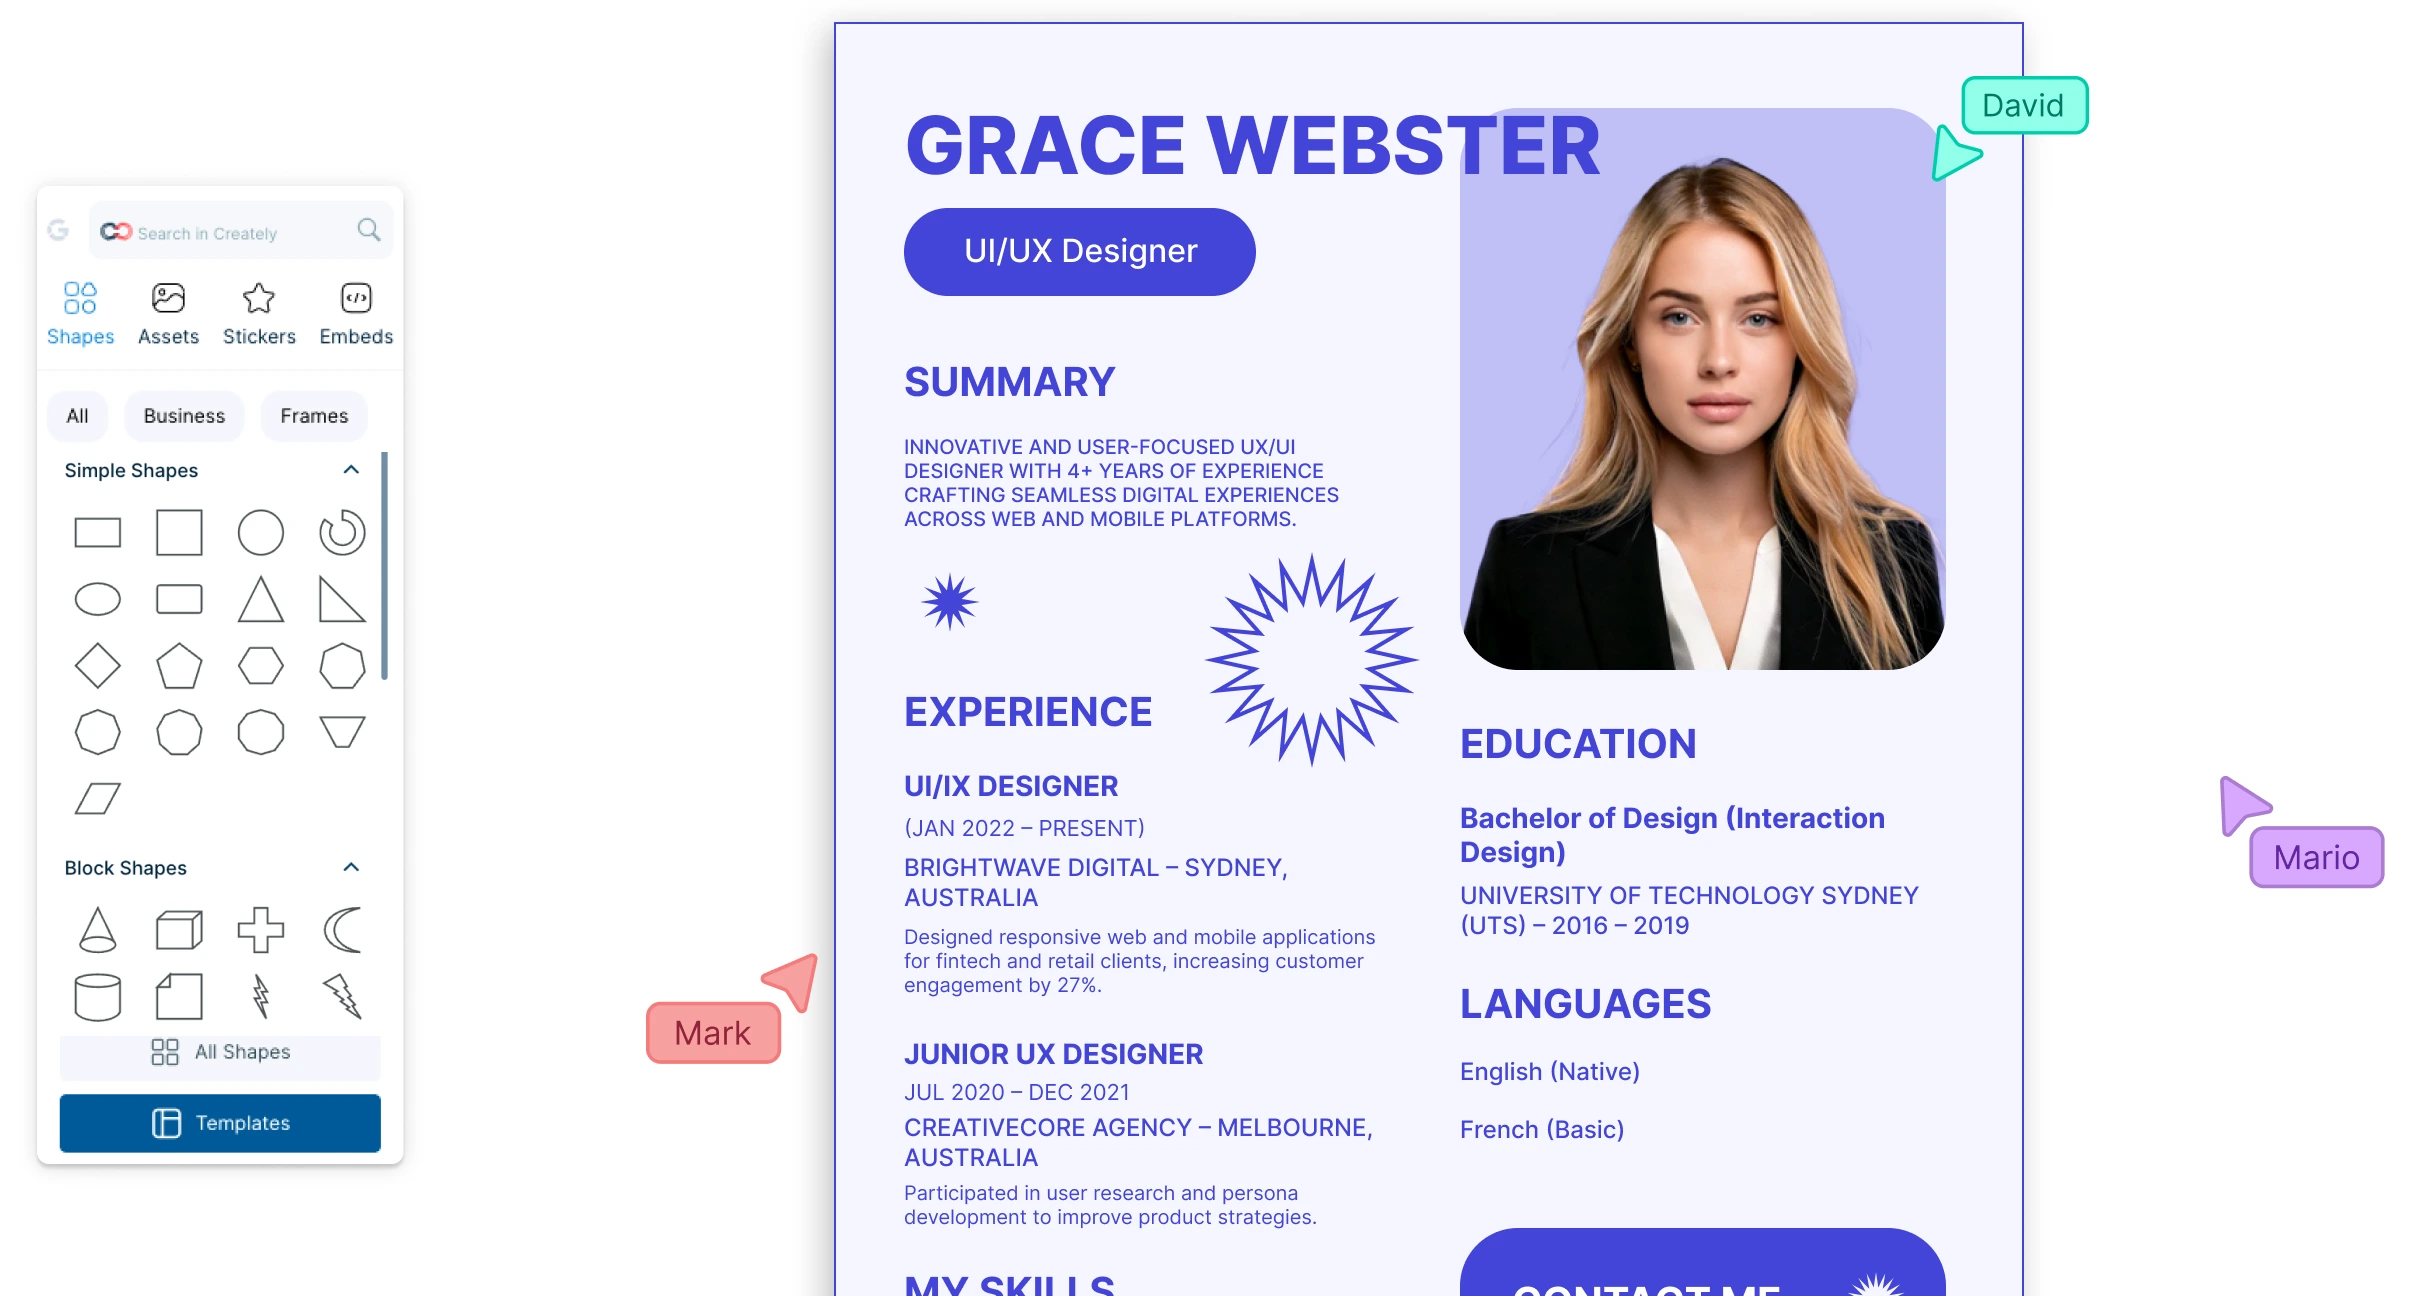 G
Search in Creately
Shapes
Assets
Stickers
Embeds
All
Business
Frames
Simple Shapes
Block Shapes
All Shapes
Templates
Mark
GRACE WEBSTER
UI/UX Designer
SUMMARY
INNOVATIVE AND USER-FOCUSED UX/UI
DESIGNER WITH 4+ YEARS OF EXPERIENCE
CRAFTING SEAMLESS DIGITAL EXPERIENCES
ACROSS WEB AND MOBILE PLATFORMS.
EXPERIENCE
UI/IX DESIGNER
(JAN 2022 – PRESENT)
BRIGHTWAVE DIGITAL – SYDNEY,
AUSTRALIA
Designed responsive web and mobile applications
for fintech and retail clients, increasing customer
engagement by 27%.
JUNIOR UX DESIGNER
JUL 2020 – DEC 2021
CREATIVECORE AGENCY – MELBOURNE,
AUSTRALIA
Participated in user research and persona
development to improve product strategies.
MY SKILLS
David
EDUCATION
Bachelor of Design (Interaction
Design)
UNIVERSITY OF TECHNOLOGY SYDNEY
(UTS) – 2016 – 2019
LANGUAGES
English (Native)
French (Basic)
CONTACT ME
Mario